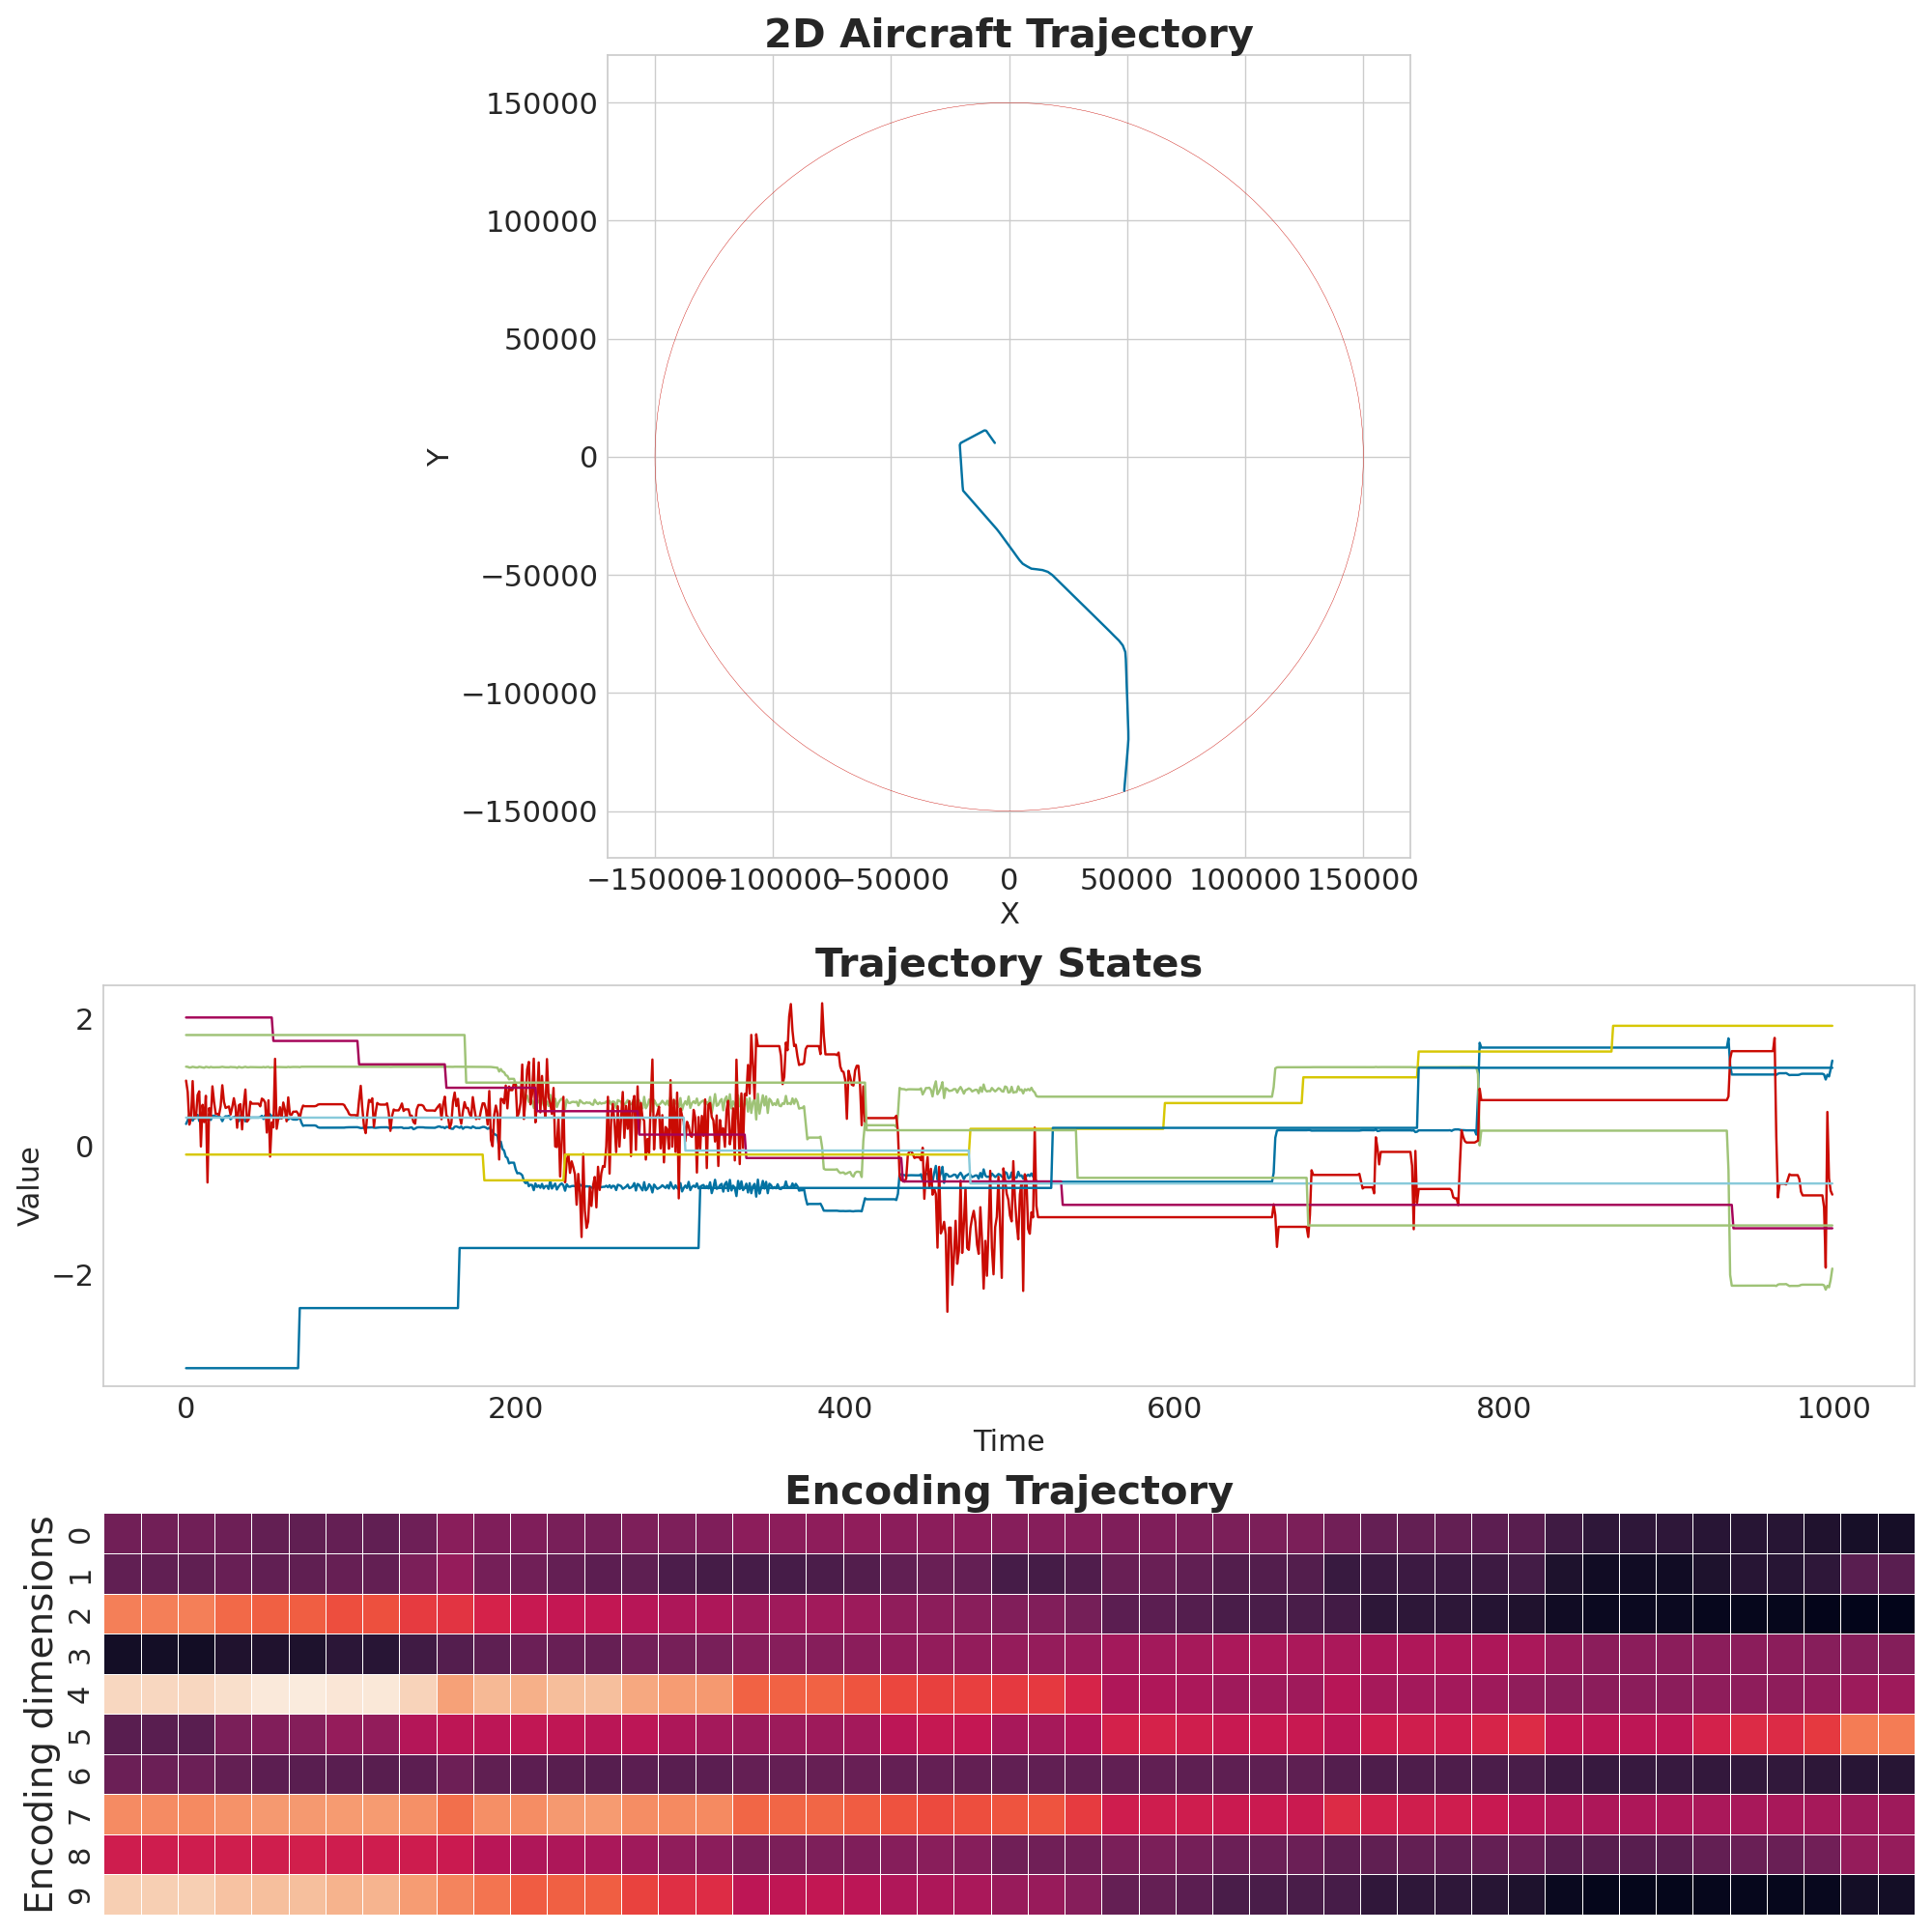 2D Aircraft Trajectory
150000
100000
50000
0
−50000
−100000
−150000
Y
−150000 −100000 −50000 0 50000 100000 150000
X
Trajectory States
2
0
−2
Value
0 200 400 600 800 1000
Time
Encoding Trajectory
0
1
2
3
4
5
6
7
8
9
Encoding dimensions